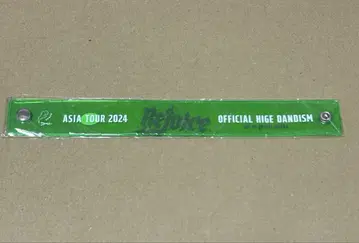 ASIA TOUR 2024
Rejoice
OFFICIAL HIGE DANDISM